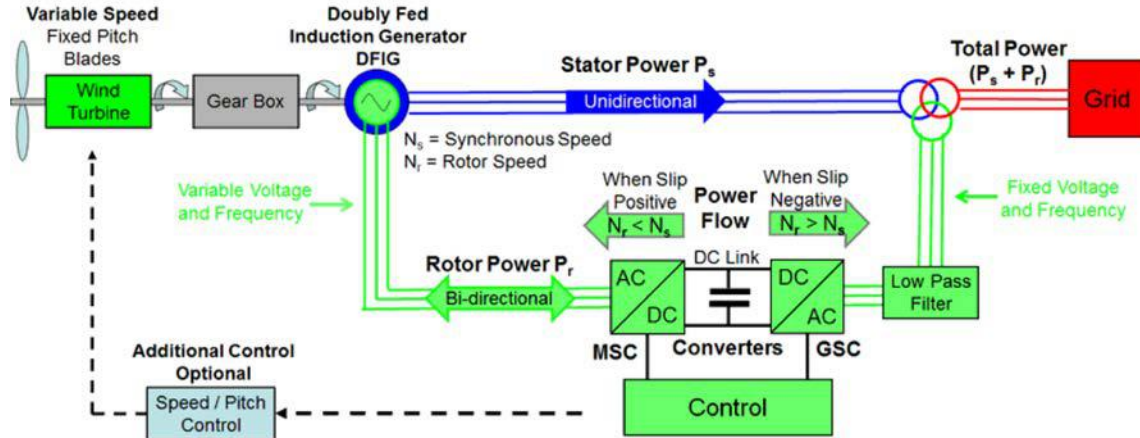 Variable Speed
Fixed Pitch
Blades
Wind
Turbine
Gear Box
Doubly Fed
Induction Generator
DFIG
Stator Power Ps
Unidirectional
Total Power
(Ps + Pr)
Grid
Ns = Synchronous Speed
Nr = Rotor Speed
Variable Voltage
and Frequency
When Slip
Positive
Nr < Ns
Power
Flow
When Slip
Negative
Nr > Ns
Fixed Voltage
and Frequency
Rotor Power Pr
Bi-directional
AC
DC
DC Link
DC
AC
Low Pass
Filter
MSC
Converters
GSC
Additional Control
Optional
Speed / Pitch
Control
Control